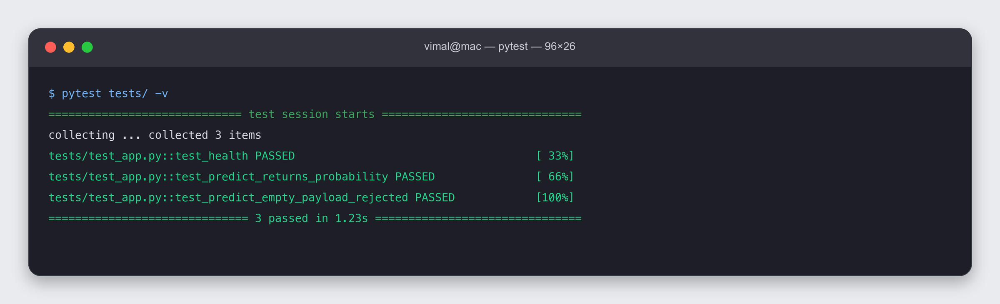 vimal@mac — pytest — 96×26
$ pytest tests/ −v
============================= test session starts ==============================
collecting ... collected 3 items
tests/test_app.py::test_health PASSED                                    [ 33%]
tests/test_app.py::test_predict_returns_probability PASSED               [ 66%]
tests/test_app.py::test_predict_empty_payload_rejected PASSED            [100%]
============================== 3 passed in 1.23s ===============================